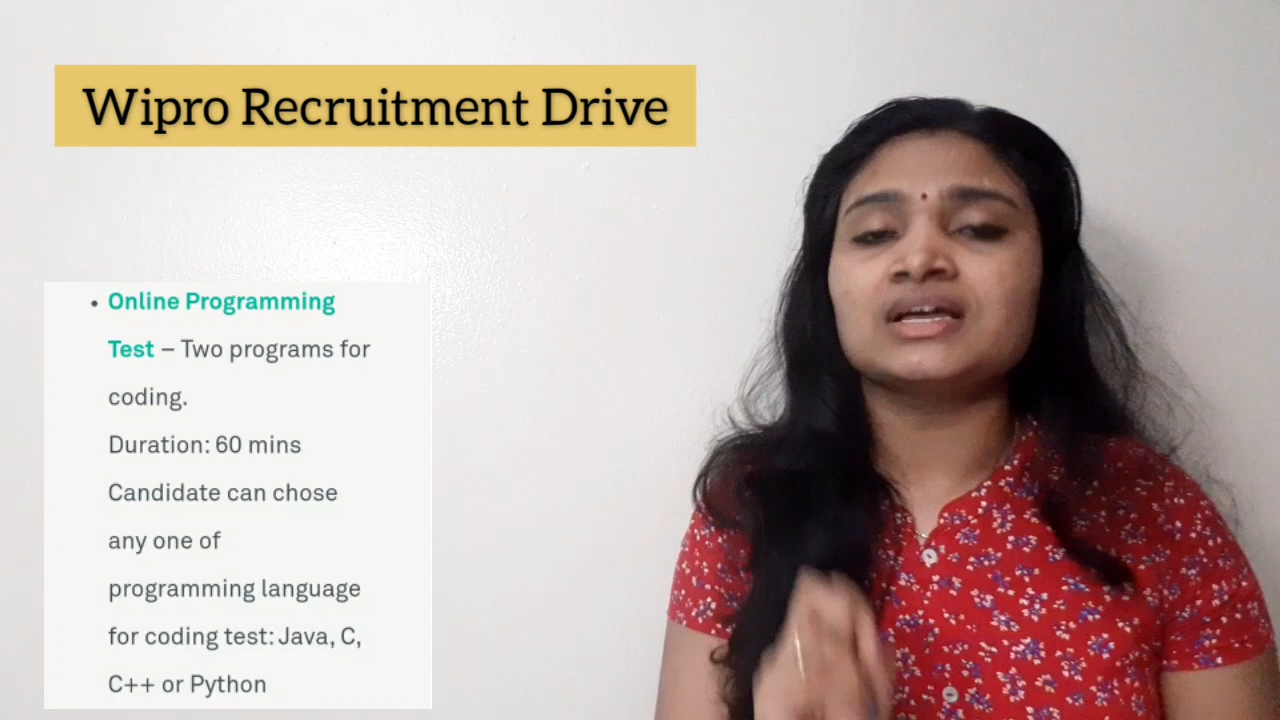 Wipro Recruitment Drive
• Online Programming
Test – Two programs for
coding.
Duration: 60 mins
Candidate can chose
any one of
programming language
for coding test: Java, C,
C++ or Python